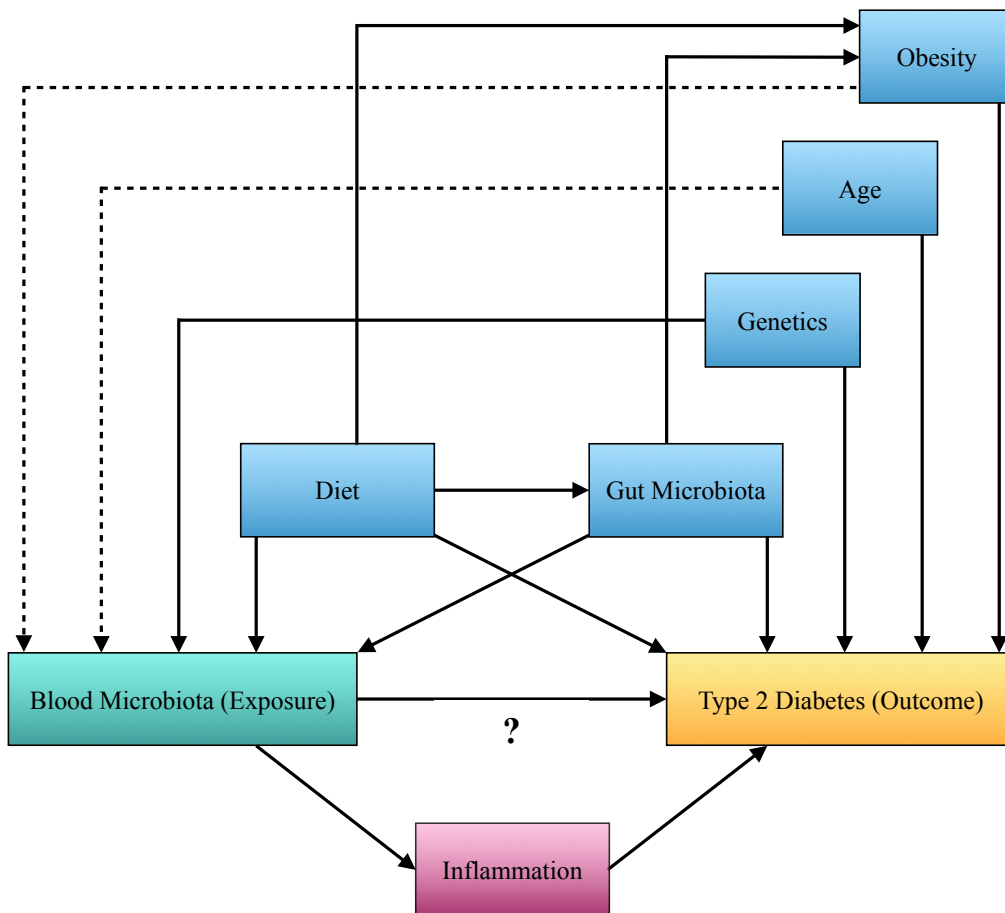 Obesity
Age
Genetics
Diet
Gut Microbiota
Blood Microbiota (Exposure)
Type 2 Diabetes (Outcome)
?
Inflammation